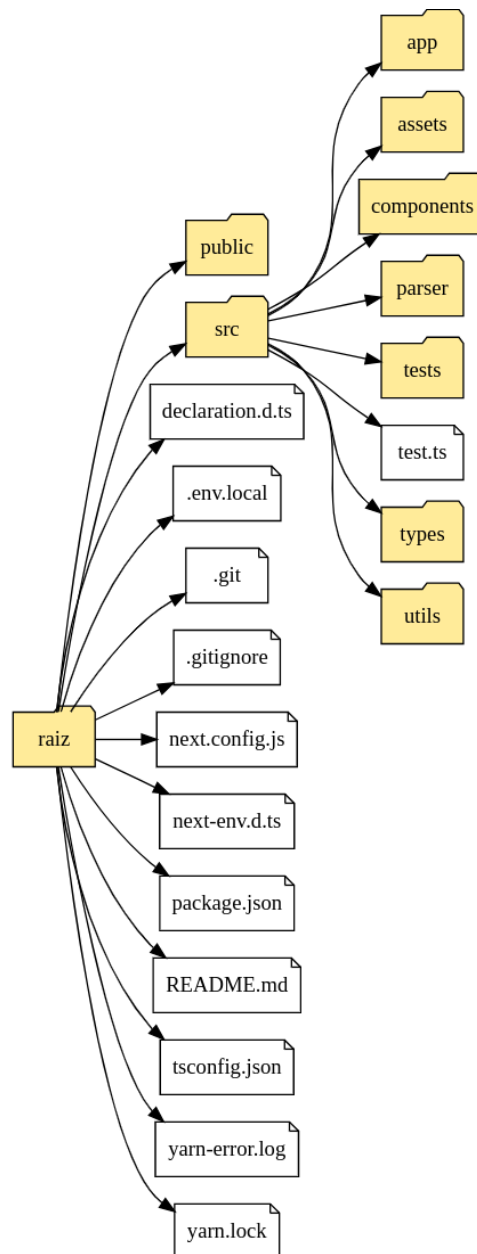 app
assets
components
public
parser
src
tests
declaration.d.ts
test.ts
.env.local
types
.git
utils
.gitignore
raiz
next.config.js
next-env.d.ts
package.json
README.md
tsconfig.json
yarn-error.log
yarn.lock